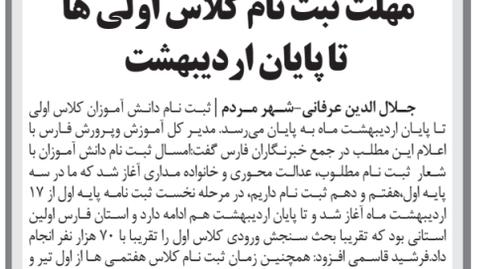 مهلت ثبت نام کلاس اولی ها
تا پایان اردیبهشت
جلال الدین عرفانی-شهر مردم | ثبت نام دانش آموزان کلاس اولی
تا پایان اردیبهشت ماه به پایان می‌رسد. مدیر کل آموزش وپرورش فارس با
اعلام این مطلب در جمع خبرنگاران فارس گفت:امسال ثبت نام دانش آموزان با
شعار ثبت نام مطلوب، عدالت محوری و خانواده مداری آغاز شد که ما در سه
پایه اول،هفتم و دهم ثبت نام داریم، در مرحله نخست ثبت نامه پایه اول از ۱۷
اردیبهشت ماه آغاز شد و تا پایان اردیبهشت هم ادامه دارد و استان فارس اولین
استانی بود که تقریبا بحث سنجش ورودی کلاس اول را تقریبا با ۷۰ هزار نفر انجام
داد.فرشید قاسمی افزود: همچنین زمان ثبت نام کلاس هفتمی ها از اول تیر و